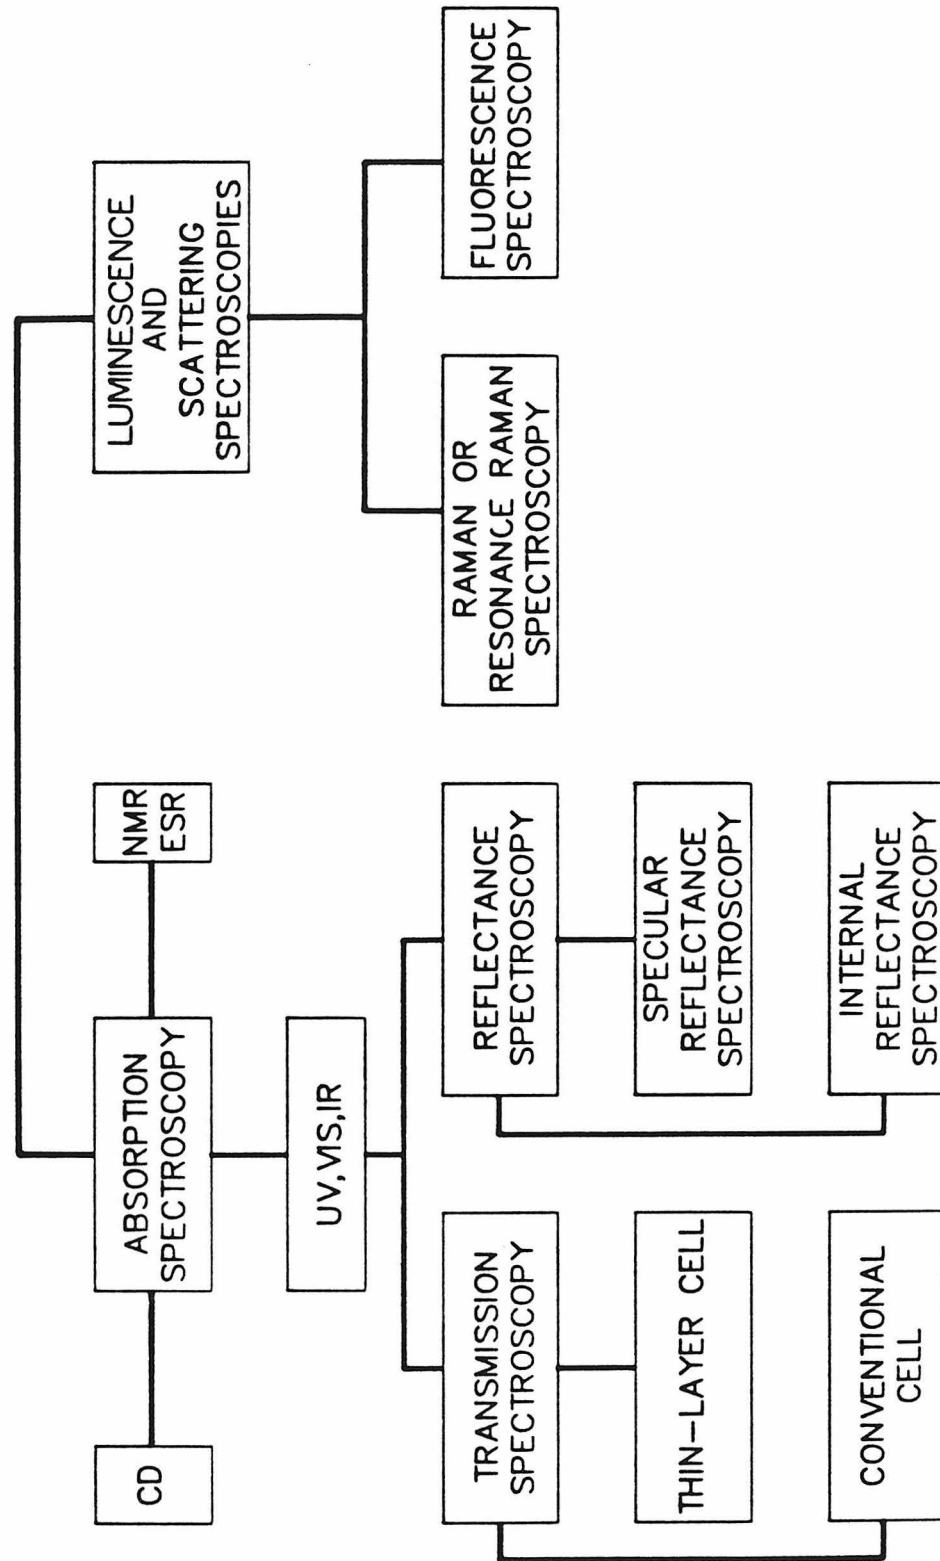 LUMINESCENCE
AND
SCATTERING
SPECTROSCOPIES
ABSORPTION
SPECTROSCOPY
CD
NMR
ESR
UV,VIS,IR
TRANSMISSION
SPECTROSCOPY
REFLECTANCE
SPECTROSCOPY
RAMAN OR
RESONANCE RAMAN
SPECTROSCOPY
FLUORESCENCE
SPECTROSCOPY
THIN-LAYER CELL
SPECULAR
REFLECTANCE
SPECTROSCOPY
CONVENTIONAL
CELL
INTERNAL
REFLECTANCE
SPECTROSCOPY